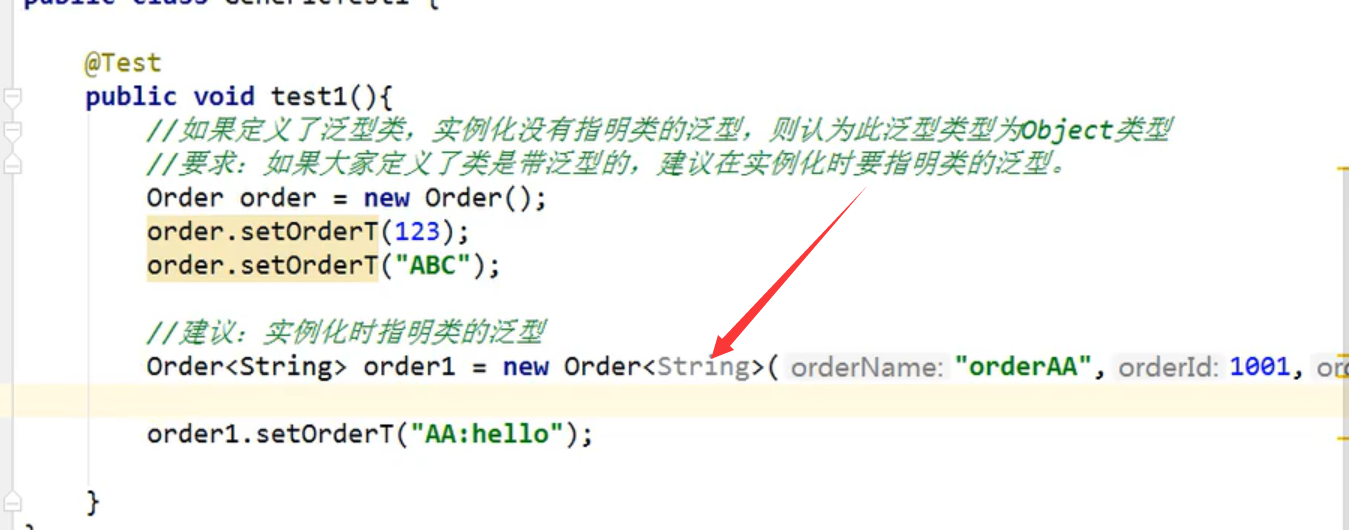 @Test
public void test1(){
//如果定义了泛型类，实例化没有指明类的泛型，则认为此泛型类型为Object类型
//要求：如果大家定义了类是带泛型的，建议在实例化时要指明类的泛型。
Order order = new Order();
order.setOrderT(123);
order.setOrderT("ABC");
//建议：实例化时指明类的泛型
Order<String> order1 = new Order<String>( orderName: "orderAA", orderId: 1001,
order1.setOrderT("AA:hello");
}